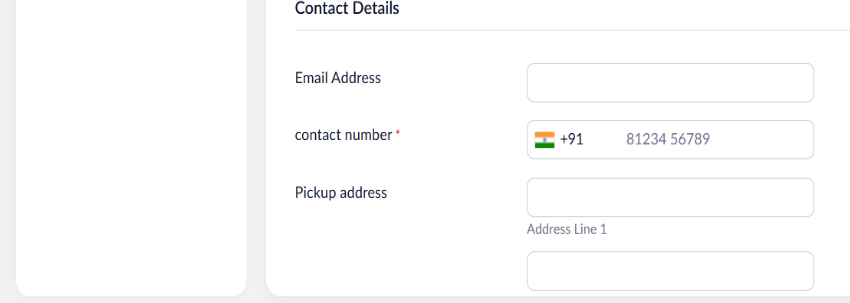 Contact Details
Email Address
contact number *
+91 81234 56789
Pickup address
Address Line 1